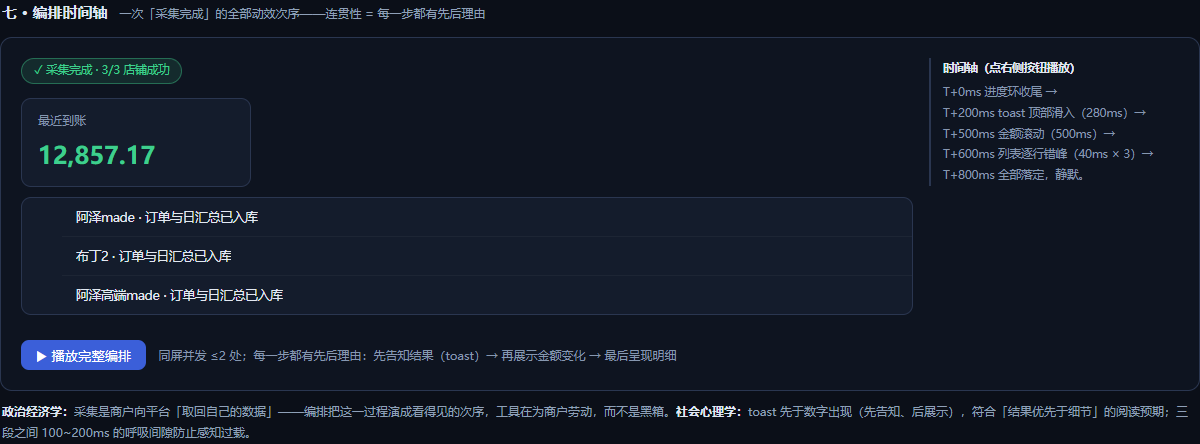 七 · 编排时间轴 一次「采集完成」的全部动效次序——连贯性 = 每一步都有先后理由
✓ 采集完成 · 3/3 店铺成功
最近到账
12,857.17
阿泽made · 订单与日汇总已入库
布丁2 · 订单与日汇总已入库
阿泽高端made · 订单与日汇总已入库
时间轴（点右侧按钮播放）
T+0ms 进度环收尾 →
T+200ms toast 顶部滑入（280ms）→
T+500ms 金额滚动（500ms）→
T+600ms 列表逐行错峰（40ms × 3）→
T+800ms 全部落定，静默。
▶ 播放完整编排 同屏并发 ≤2 处；每一步都有先后理由：先告知结果（toast）→ 再展示金额变化 → 最后呈现明细
政治经济学：采集是商户向平台「取回自己的数据」——编排把这一过程演成看得见的次序，工具在为商户劳动，而不是黑箱。社会心理学：toast 先于数字出现（先告知、后展示），符合「结果优先于细节」的阅读预期；三
段之间 100~200ms 的呼吸间隙防止感知过载。